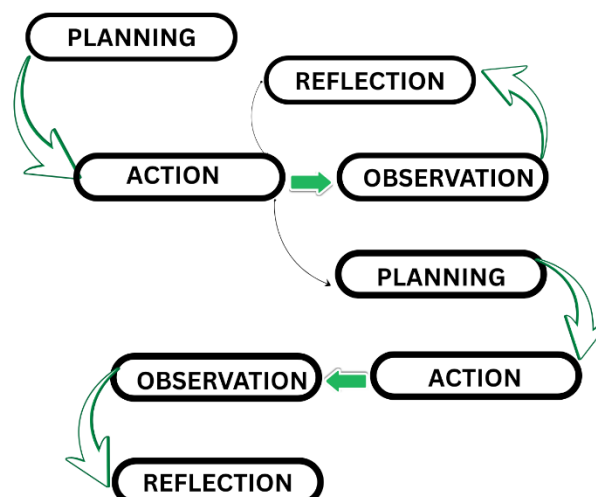 PLANNING
REFLECTION
ACTION
OBSERVATION
PLANNING
ACTION
OBSERVATION
REFLECTION